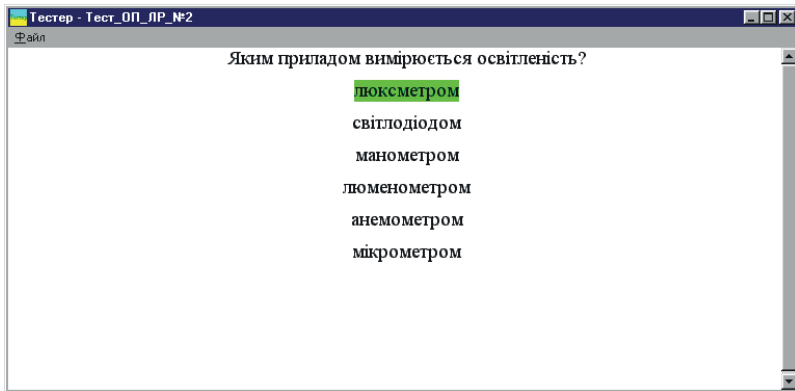 Тестер - Тест_ОП_ЛР_№2
Файл
Яким приладом вимірюється освітленість?
люксметром
світлодіодом
манометром
люменометром
анемометром
мікрометром